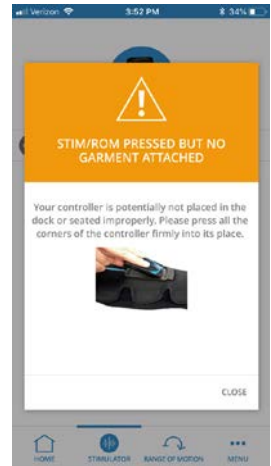 Verizon 3:52 PM 34%
STIM/ROM PRESSED BUT NO
GARMENT ATTACHED
Your controller is potentially not placed in the
dock or seated improperly. Please press all the
corners of the controller firmly into its place.
CLOSE
HOME STIMULATOR RANGE OF MOTION MENU